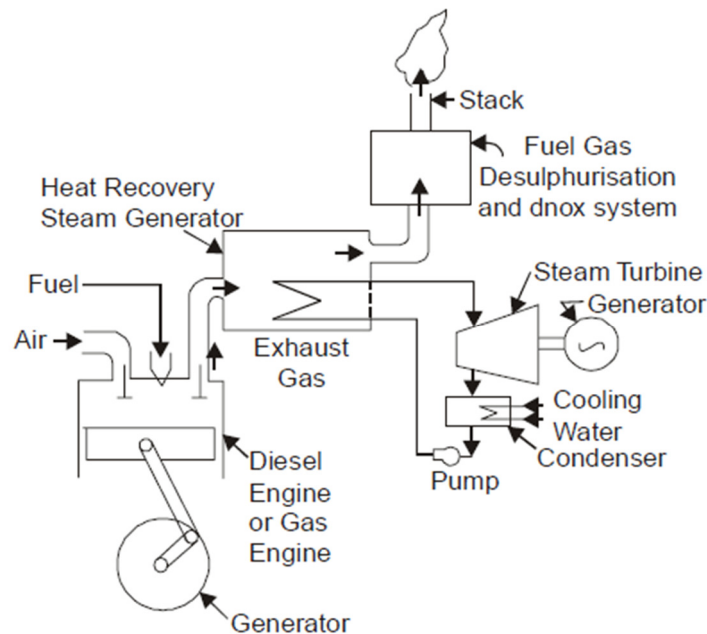 Stack
Fuel Gas
Desulphurisation
and dnox system
Heat Recovery
Steam Generator
Fuel
Air
Exhaust
Gas
Steam Turbine
Generator
Cooling
Water
Condenser
Pump
Diesel
Engine
or Gas
Engine
Generator